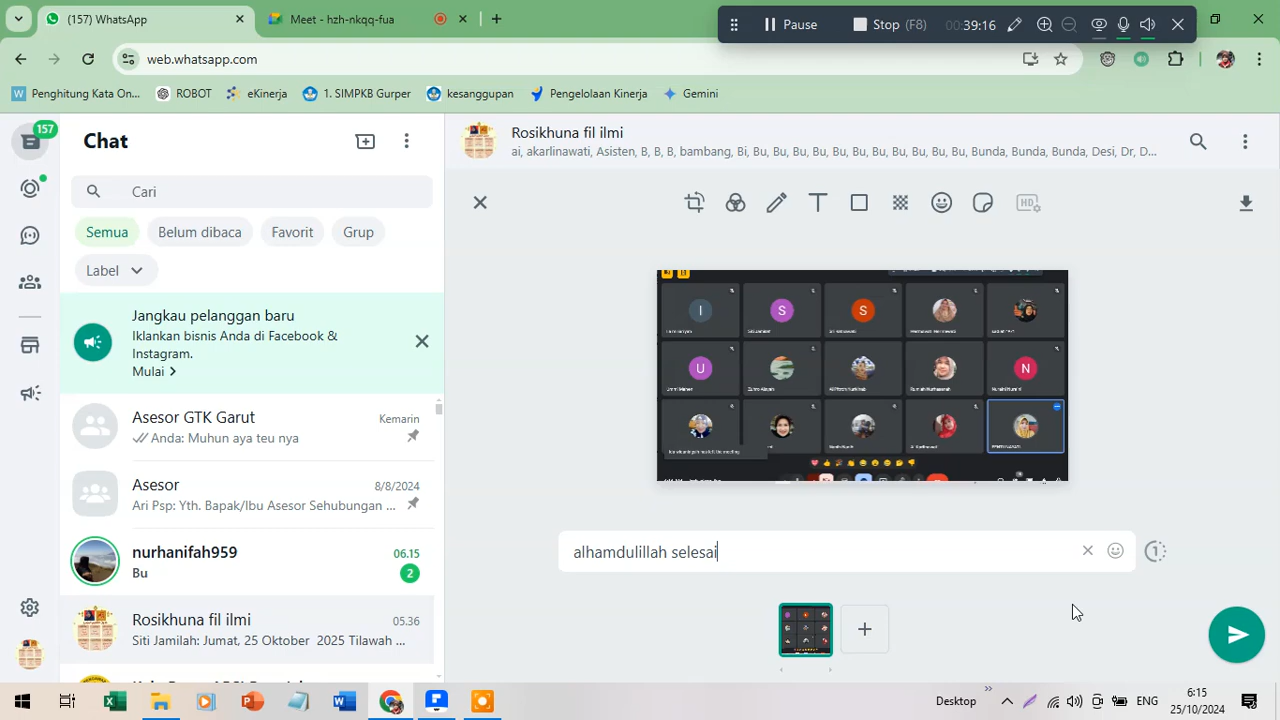 (157) WhatsApp
Meet - hzh-nkqq-fua
Pause
Stop (F8)
00:39:16
web.whatsapp.com
Penghitung Kata On...
ROBOT
eKinerja
1. SIMPKB Gurper
kesanggupan
Pengelolaan Kinerja
Gemini
157
Chat
Rosikhuna fil ilmi
ai, akarlinawati, Asisten, B, B, B, bambang, Bi, Bu, Bu, Bu, Bu, Bu, Bu, Bu, Bu, Bu, Bu, Bu, Bunda, Bunda, Bunda, Desi, Dr, D...
Cari
Semua
Belum dibaca
Favorit
Grup
Label
HD
Jangkau pelanggan baru
Iklankan bisnis Anda di Facebook &
Instagram.
Mulai
Asesor GTK Garut
Kemarin
Anda: Muhun aya teu nya
Asesor
8/8/2024
Ari Psp: Yth. Bapak/Ibu Asesor Sehubungan ...
nurhanifah959
06.15
Bu
2
Rosikhuna fil ilmi
05.36
Siti Jamilah: Jumat, 25 Oktober 2025 Tilawah ...
I
S
S
U
N
alhamdulillah selesai
1
Desktop
ENG
6:15
25/10/2024